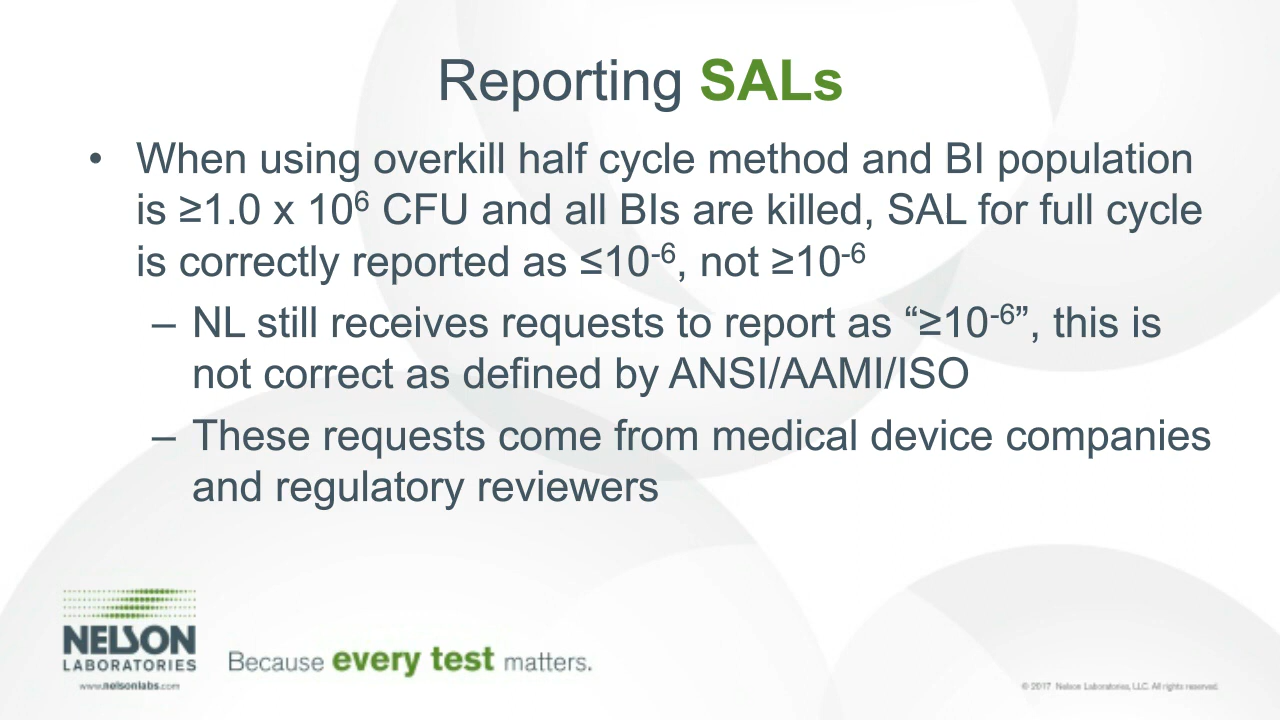 Reporting SALs
• When using overkill half cycle method and BI population
is ≥1.0 x 10⁶ CFU and all BIs are killed, SAL for full cycle
is correctly reported as ≤10⁻⁶, not ≥10⁻⁶
– NL still receives requests to report as “≥10⁻⁶”, this is
not correct as defined by ANSI/AAMI/ISO
– These requests come from medical device companies
and regulatory reviewers
NELSON
LABORATORIES
www.nelsonlabs.com
Because every test matters.
© 2017 Nelson Laboratories, LLC. All rights reserved.